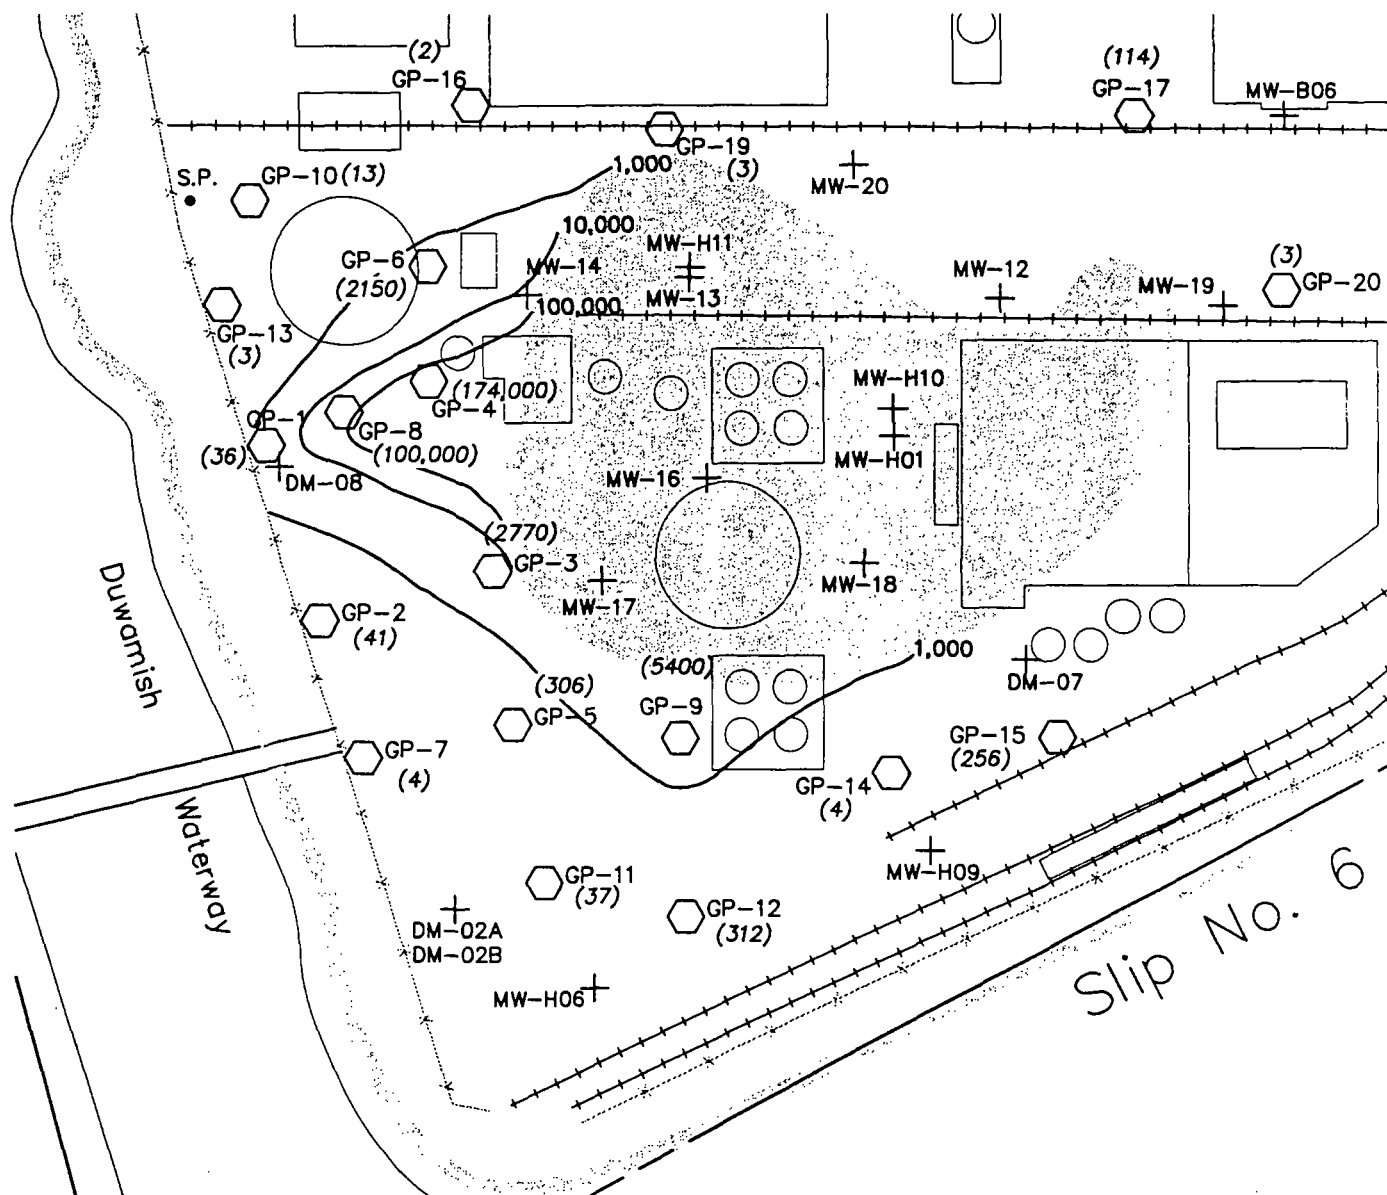 (2)
GP-16
(114)
GP-17
MW-B06
GP-19
(3)
1,000
MW-20
S.P.
GP-10 (13)
10,000
MW-H11
GP-6
(2150)
MW-14
MW-13
MW-12
(3)
GP-20
MW-19
100,000
GP-13
(3)
(174,000)
GP-4
MW-H10
GP-1
GP-8
(36)
(100,000)
MW-H01
DM-08
MW-16
(2770)
GP-3
MW-17
MW-18
Duwamish
GP-2
(41)
1,000
(5400)
(306)
DM-07
GP-5
GP-9
GP-15
(256)
GP-7
(4)
GP-14
(4)
Waterway
MW-H09
GP-11
(37)
GP-12
(312)
DM-02A
DM-02B
MW-H06
Slip No. 6